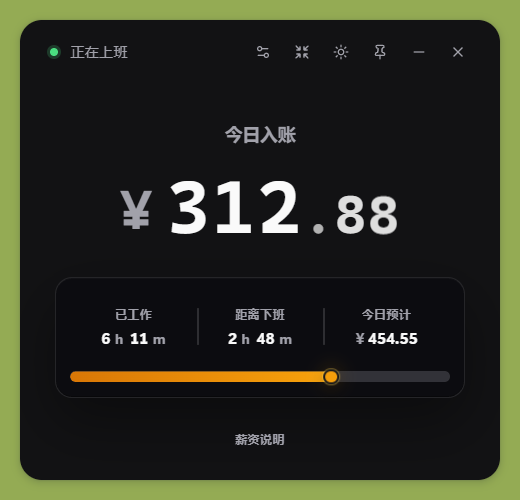 正在上班
今日入账
¥ 312.88
已工作 距离下班 今日预计
6 h 11 m 2 h 48 m ¥ 454.55
薪资说明